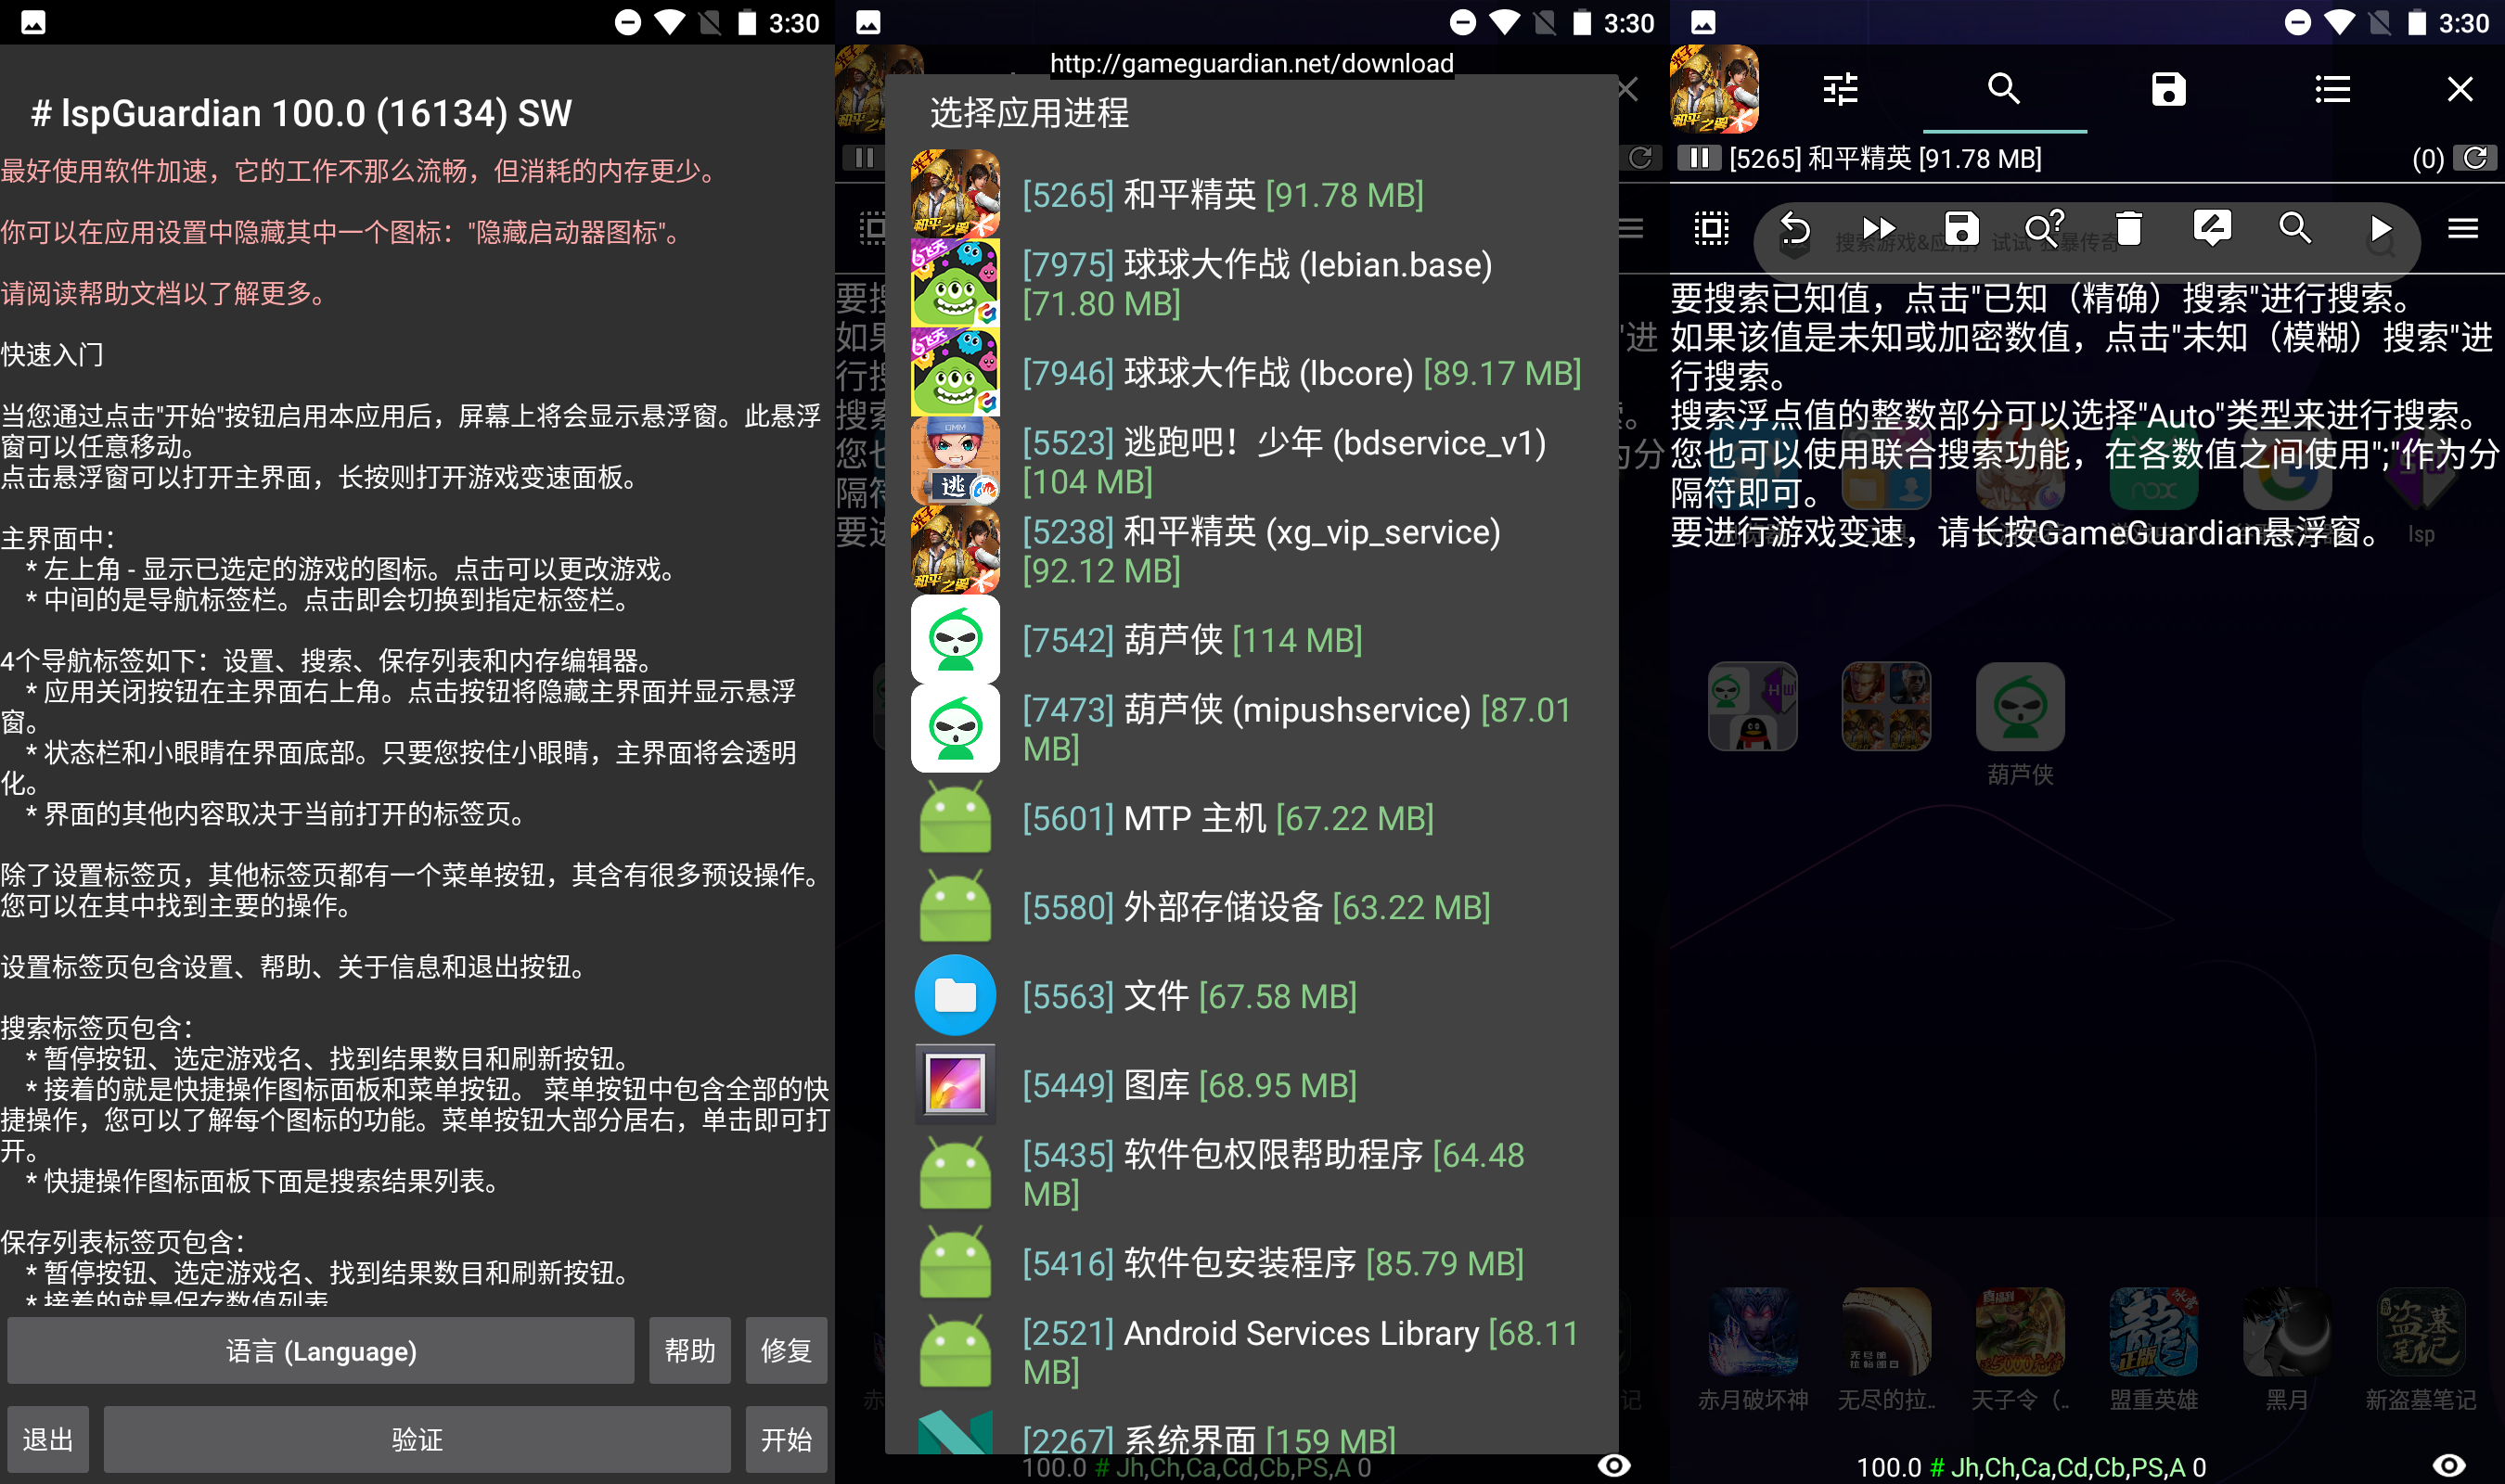 3:30
# lspGuardian 100.0 (16134) SW
最好使用软件加速，它的工作不那么流畅，但消耗的内存更少。
你可以在应用设置中隐藏其中一个图标："隐藏启动器图标"。
请阅读帮助文档以了解更多。
快速入门
当您通过点击"开始"按钮启用本应用后，屏幕上将会显示悬浮窗。此悬浮
窗可以任意移动。
点击悬浮窗可以打开主界面，长按则打开游戏变速面板。
主界面中：
* 左上角 - 显示已选定的游戏的图标。点击可以更改游戏。
* 中间的是导航标签栏。点击即会切换到指定标签栏。
4个导航标签如下：设置、搜索、保存列表和内存编辑器。
* 应用关闭按钮在主界面右上角。点击按钮将隐藏主界面并显示悬浮
窗。
* 状态栏和小眼睛在界面底部。只要您按住小眼睛，主界面将会透明
化。
* 界面的其他内容取决于当前打开的标签页。
除了设置标签页，其他标签页都有一个菜单按钮，其含有很多预设操作。
您可以在其中找到主要的操作。
设置标签页包含设置、帮助、关于信息和退出按钮。
搜索标签页包含：
* 暂停按钮、选定游戏名、找到结果数目和刷新按钮。
* 接着的就是快捷操作图标面板和菜单按钮。 菜单按钮中包含全部的快
捷操作，您可以了解每个图标的功能。菜单按钮大部分居右，单击即可打
开。
* 快捷操作图标面板下面是搜索结果列表。
保存列表标签页包含：
* 暂停按钮、选定游戏名、找到结果数目和刷新按钮。
* 接着的就是保存数值列表
语言 (Language)
帮助
修复
退出
验证
开始
3:30
http://gameguardian.net/download
选择应用进程
[5265] 和平精英 [91.78 MB]
[7975] 球球大作战 (lebian.base)
[71.80 MB]
[7946] 球球大作战 (lbcore) [89.17 MB]
[5523] 逃跑吧！少年 (bdservice_v1)
[104 MB]
[5238] 和平精英 (xg_vip_service)
[92.12 MB]
[7542] 葫芦侠 [114 MB]
[7473] 葫芦侠 (mipushservice) [87.01
MB]
[5601] MTP 主机 [67.22 MB]
[5580] 外部存储设备 [63.22 MB]
[5563] 文件 [67.58 MB]
[5449] 图库 [68.95 MB]
[5435] 软件包权限帮助程序 [64.48
MB]
[5416] 软件包安装程序 [85.79 MB]
[2521] Android Services Library [68.11
MB]
[2267] 系统界面 [159 MB]
100.0 # Jh,Ch,Ca,Cd,Cb,PS,A 0
3:30
[5265] 和平精英 [91.78 MB]
(0)
要搜索已知值，点击"已知（精确）搜索"进行搜索。
如果该值是未知或加密数值，点击"未知（模糊）搜索"进
行搜索。
搜索浮点值的整数部分可以选择"Auto"类型来进行搜索。
您也可以使用联合搜索功能，在各数值之间使用";"作为分
隔符即可。
要进行游戏变速，请长按GameGuardian悬浮窗。
lsp
葫芦侠
赤月破坏神
无尽的拉..
天子令（..
盟重英雄
黑月
新盗墓笔记
100.0 # Jh,Ch,Ca,Cd,Cb,PS,A 0